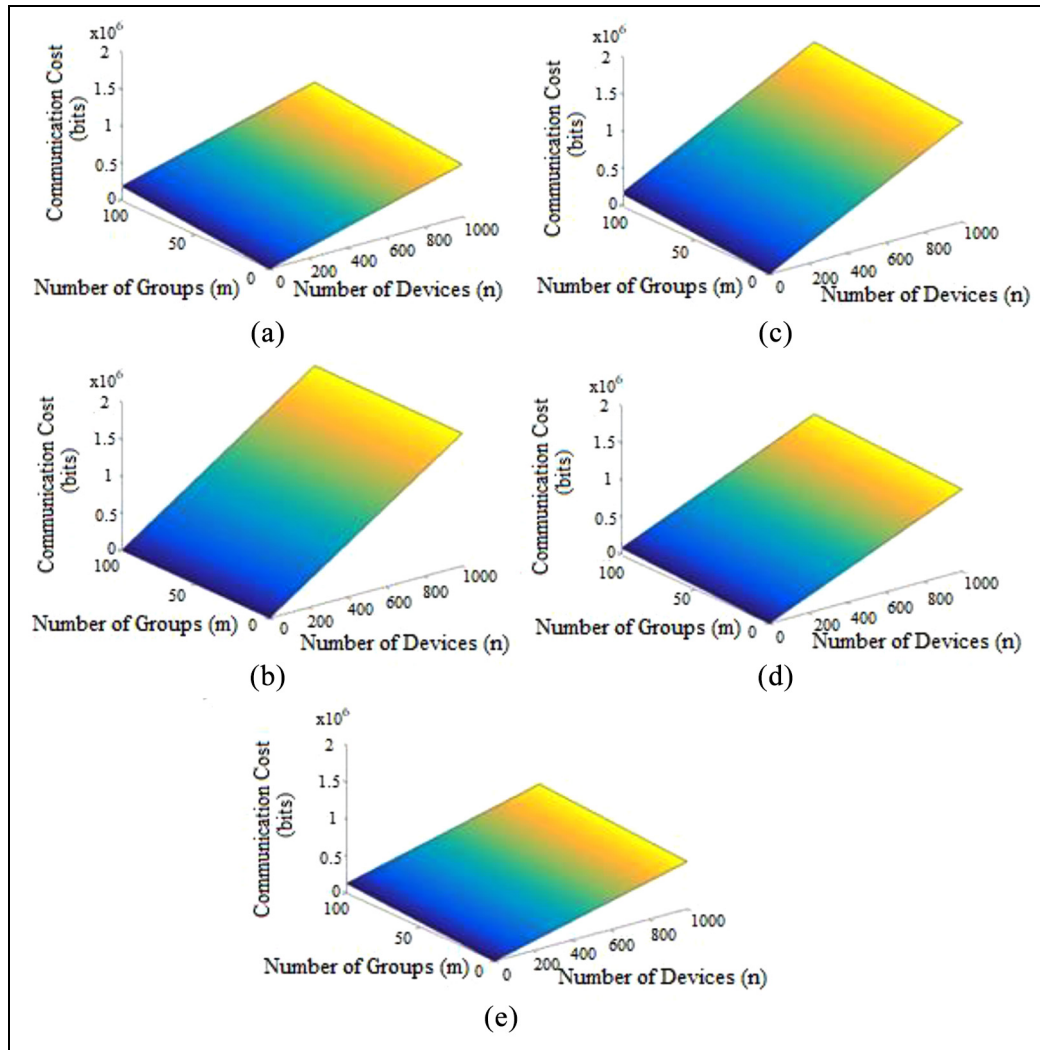 x10⁶
2
1.5
1
0.5
0
Communication Cost
(bits)
100
50
0
Number of Groups (m)
0
200
400
600
800
1000
Number of Devices (n)
(a)
x10⁶
2
1.5
1
0.5
0
Communication Cost
(bits)
100
50
0
Number of Groups (m)
0
200
400
600
800
1000
Number of Devices (n)
(c)
x10⁶
2
1.5
1
0.5
0
Communication Cost
(bits)
100
50
0
Number of Groups (m)
0
200
400
600
800
1000
Number of Devices (n)
(b)
x10⁶
2
1.5
1
0.5
0
Communication Cost
(bits)
100
50
0
Number of Groups (m)
0
200
400
600
800
1000
Number of Devices (n)
(d)
x10⁶
2
1.5
1
0.5
0
Communication Cost
(bits)
100
50
0
Number of Groups (m)
0
200
400
600
800
1000
Number of Devices (n)
(e)